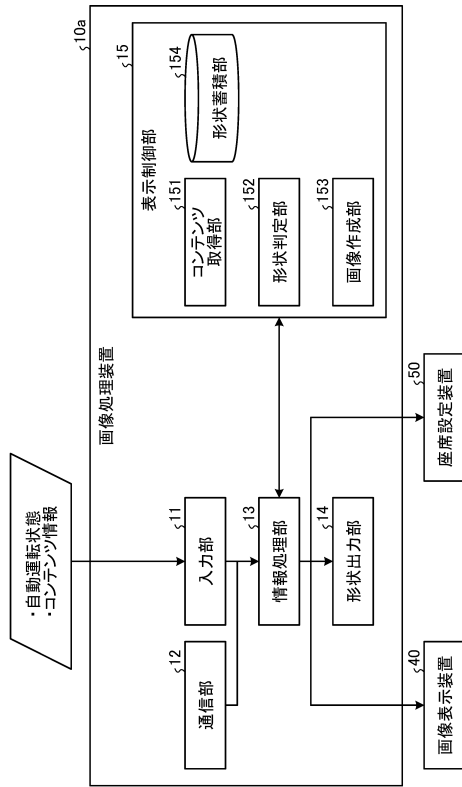 ・自動運転状態
・コンテンツ情報
10a
画像処理装置
通信部
12
入力部
11
情報処理部
13
形状出力部
14
表示制御部
15
コンテンツ
取得部
151
形状判定部
152
画像作成部
153
形状蓄積部
154
画像表示装置
40
座席設定装置
50